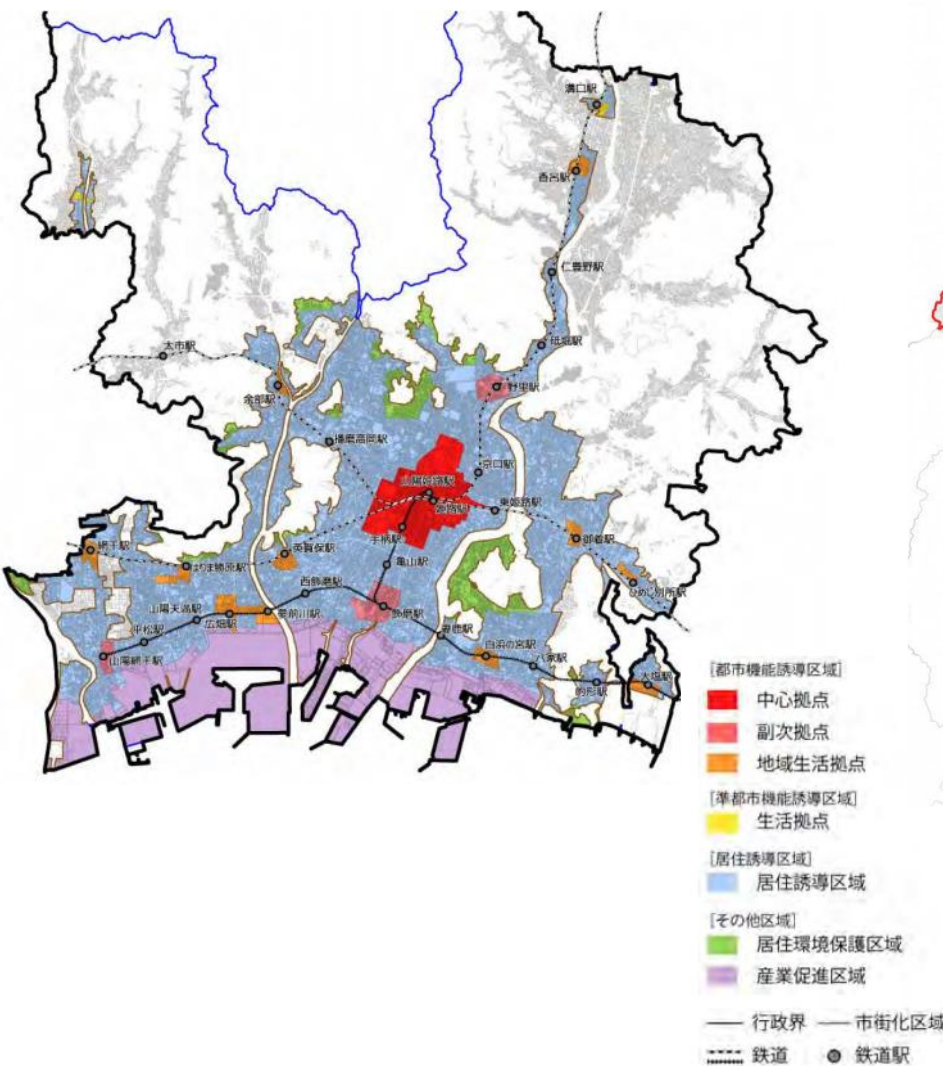 溝口駅
香呂駅
仁豊野駅
太市駅
砥堀駅
余部駅
野里駅
播磨高岡駅
京口駅
山陽姫路駅
姫路駅
東姫路駅
手柄駅
御着駅
網干駅
英賀保駅
はりま勝原駅
亀山駅
ひめじ別所駅
西飾磨駅
山陽天満駅
広畑駅
夢前川駅
飾磨駅
平松駅
妻鹿駅
白浜の宮駅
山陽網干駅
八家駅
的形駅
大塩駅
[都市機能誘導区域]
中心拠点
副次拠点
地域生活拠点
[準都市機能誘導区域]
生活拠点
[居住誘導区域]
居住誘導区域
[その他区域]
居住環境保護区域
産業促進区域
行政界 市街化区域
鉄道 鉄道駅